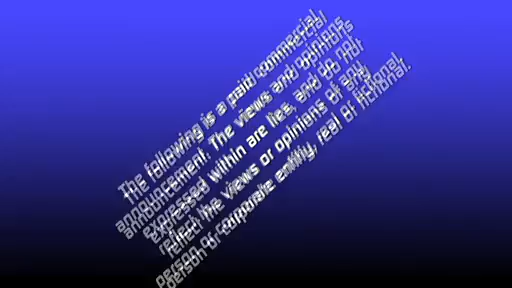 The following is a paid commercial
announcement. The views and opinions
expressed within are lies, and do not
reflect the views or opinions of any
person or corporate entity, real or fictional.